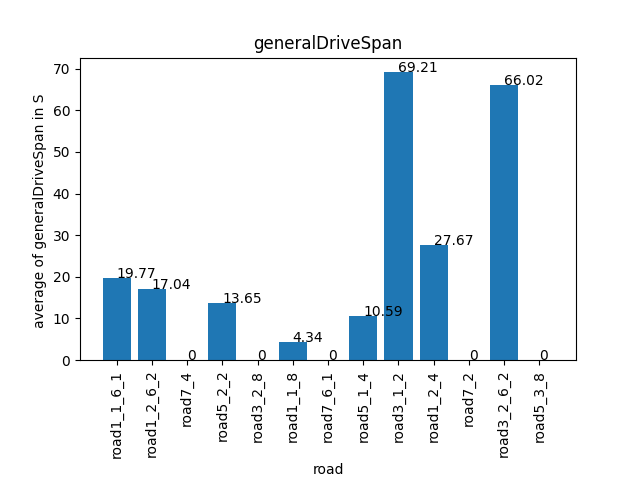 generalDriveSpan
average of generalDriveSpan in S
70
60
50
40
30
20
10
0
19.77
17.04
0
13.65
0
4.34
0
10.59
69.21
27.67
0
66.02
0
road1_1_6_1
road1_2_6_2
road7_4
road5_2_2
road3_2_8
road1_1_8
road7_6_1
road5_1_4
road3_1_2
road1_2_4
road7_2
road3_2_6_2
road5_3_8
road